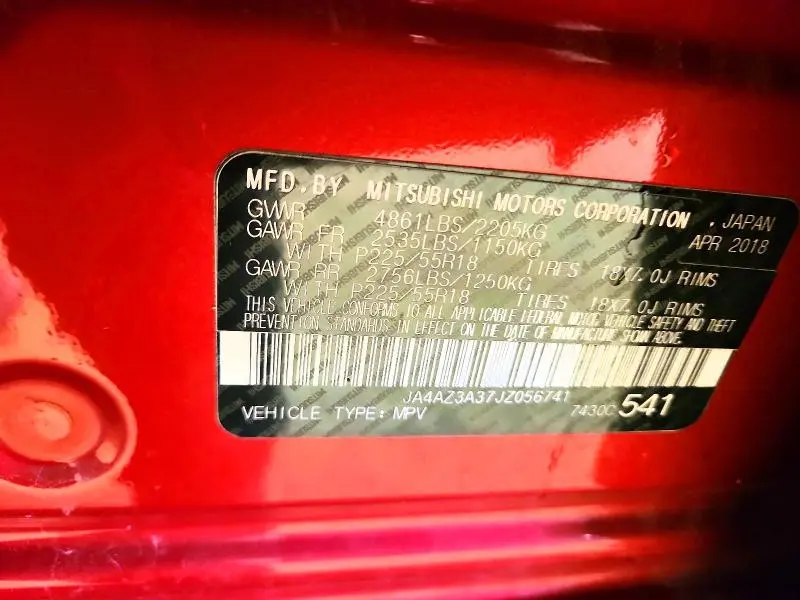 MFD. BY MITSUBISHI MOTORS CORPORATION , JAPAN
GVWR 4861LBS/2205KG APR 2018
GAWR FR 2535LBS/1150KG
WITH P225/55R18 TIRES 18X7.0J RIMS
GAWR RR 2756LBS/1250KG
WITH P225/55R18 TIRES 18X7.0J RIMS
THIS VEHICLE CONFORMS TO ALL APPLICABLE FEDERAL MOTOR VEHICLE SAFETY AND THEFT
PREVENTION STANDARDS IN EFFECT ON THE DATE OF MANUFACTURE SHOWN ABOVE.
JA4AZ3A37JZ056741
VEHICLE TYPE: MPV 7430C 541